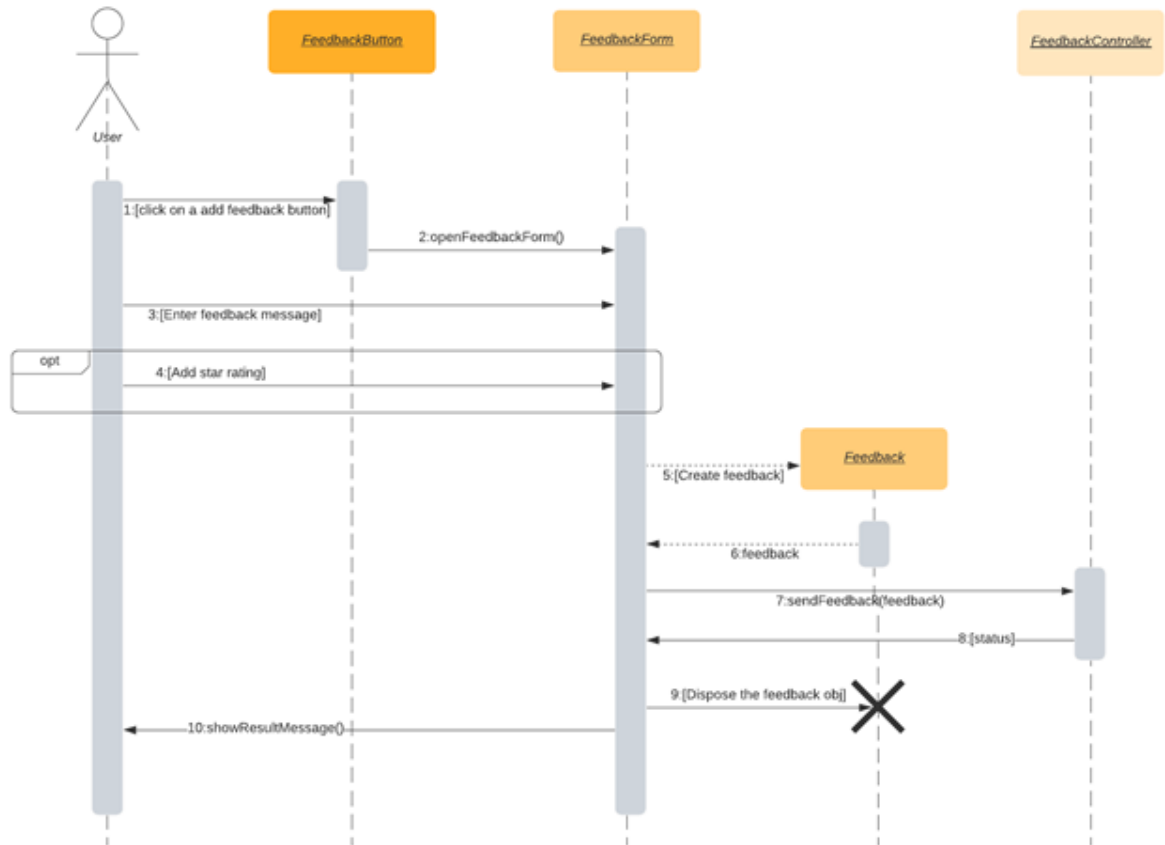 FeedbackButton
FeedbackForm
FeedbackController
User
1:[click on a add feedback button]
2:openFeedbackForm()
3:[Enter feedback message]
opt
4:[Add star rating]
Feedback
5:[Create feedback]
6:feedback
7:sendFeedback(feedback)
8:[status]
9:[Dispose the feedback obj]
10:showResultMessage()